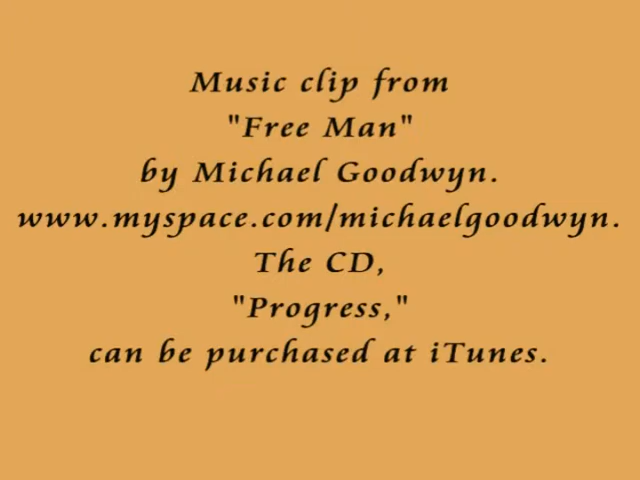 Music clip from
"Free Man"
by Michael Goodwyn.
www.myspace.com/michaelgoodwyn.
The CD,
"Progress,"
can be purchased at iTunes.